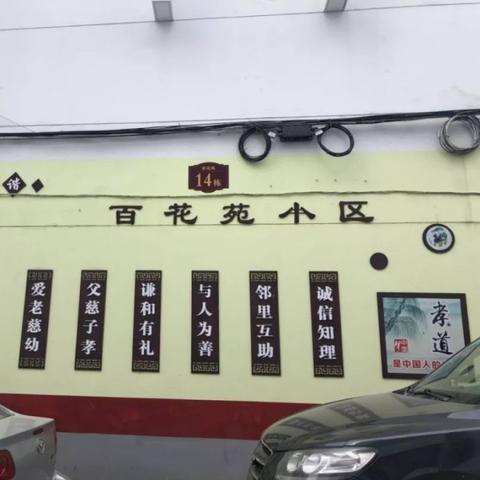 谐
14栋
百花苑小区
爱老慈幼
父慈子孝
谦和有礼
与人为善
邻里互助
诚信知理
孝道
是中国人的